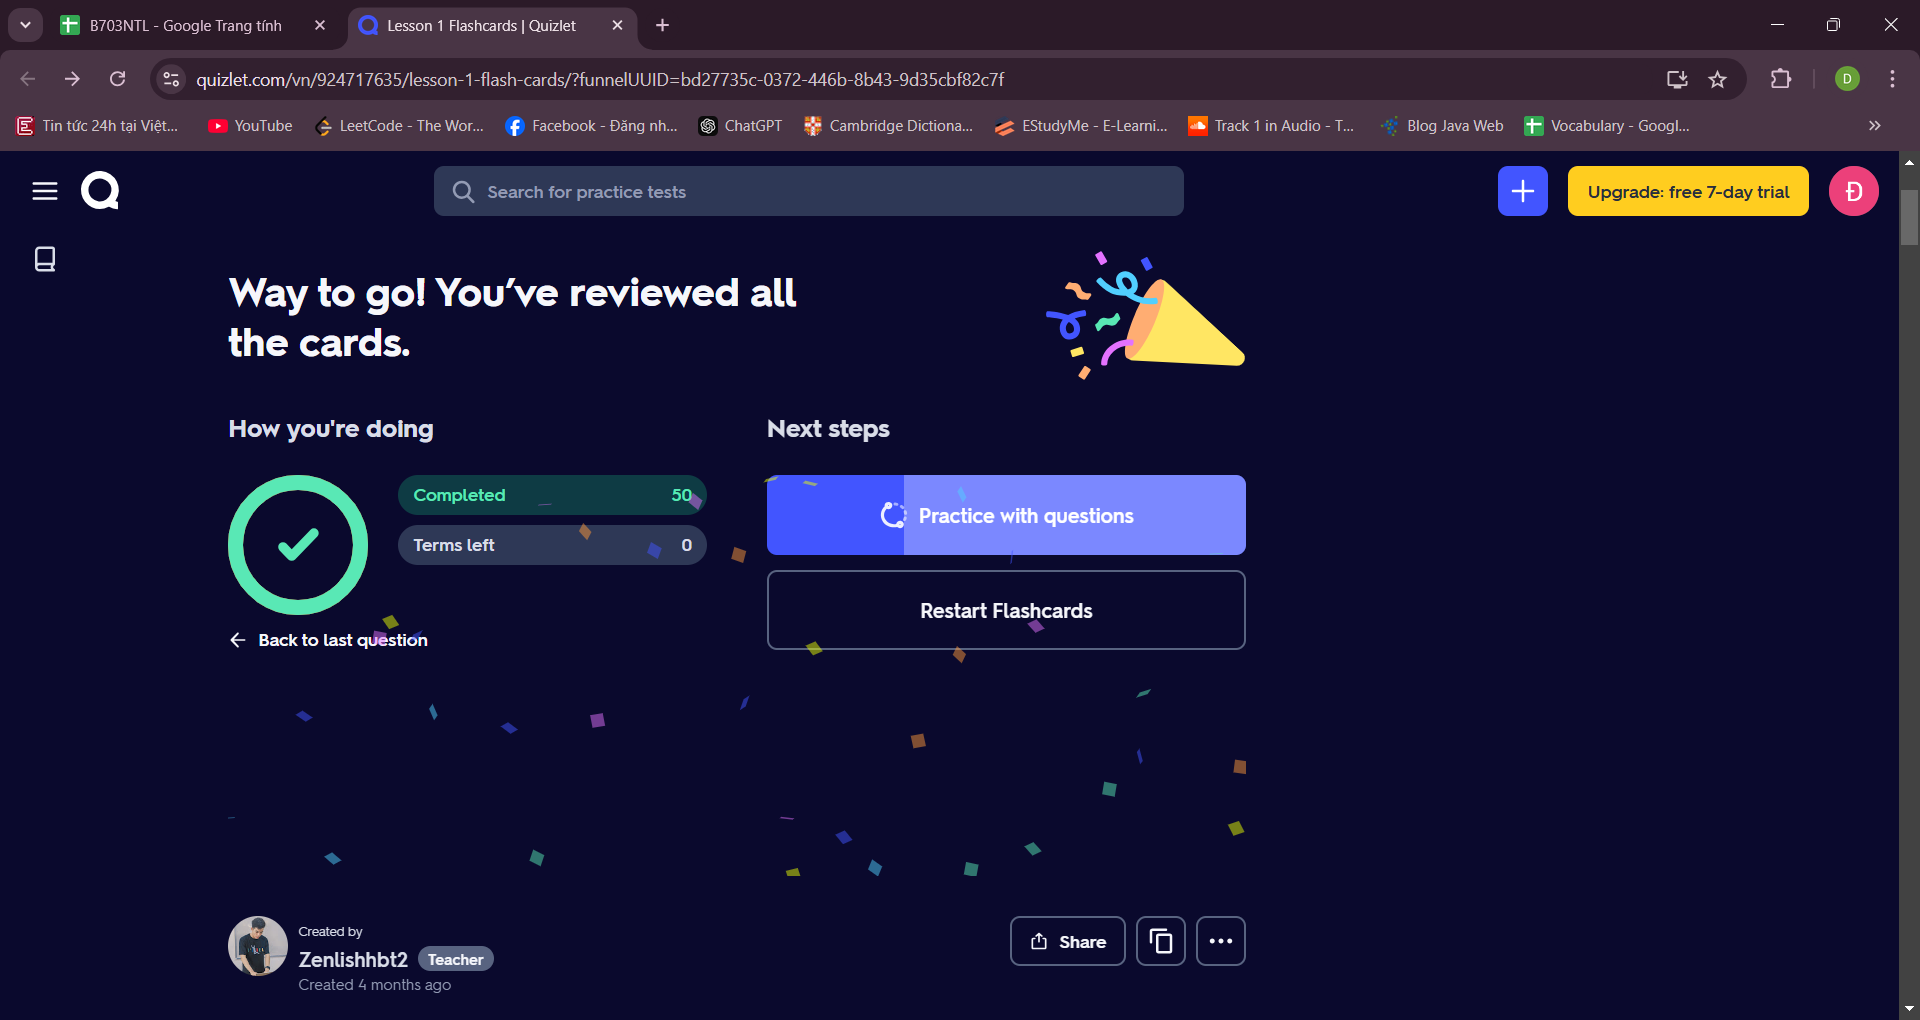 B703NTL - Google Trang tính
Lesson 1 Flashcards | Quizlet
quizlet.com/vn/924717635/lesson-1-flash-cards/?funnelUUID=bd27735c-0372-446b-8b43-9d35cbf82c7f
D
Tin tức 24h tại Việt...
YouTube
LeetCode - The Wor...
Facebook - Đăng nh...
ChatGPT
Cambridge Dictiona...
EStudyMe - E-Learni...
Track 1 in Audio - T...
Blog Java Web
Vocabulary - Googl...
Search for practice tests
Upgrade: free 7-day trial
Đ
Way to go! You've reviewed all
the cards.
How you're doing
Next steps
Completed 50
Terms left 0
Practice with questions
Restart Flashcards
Back to last question
Created by
Zenlishhbt2 Teacher
Created 4 months ago
Share